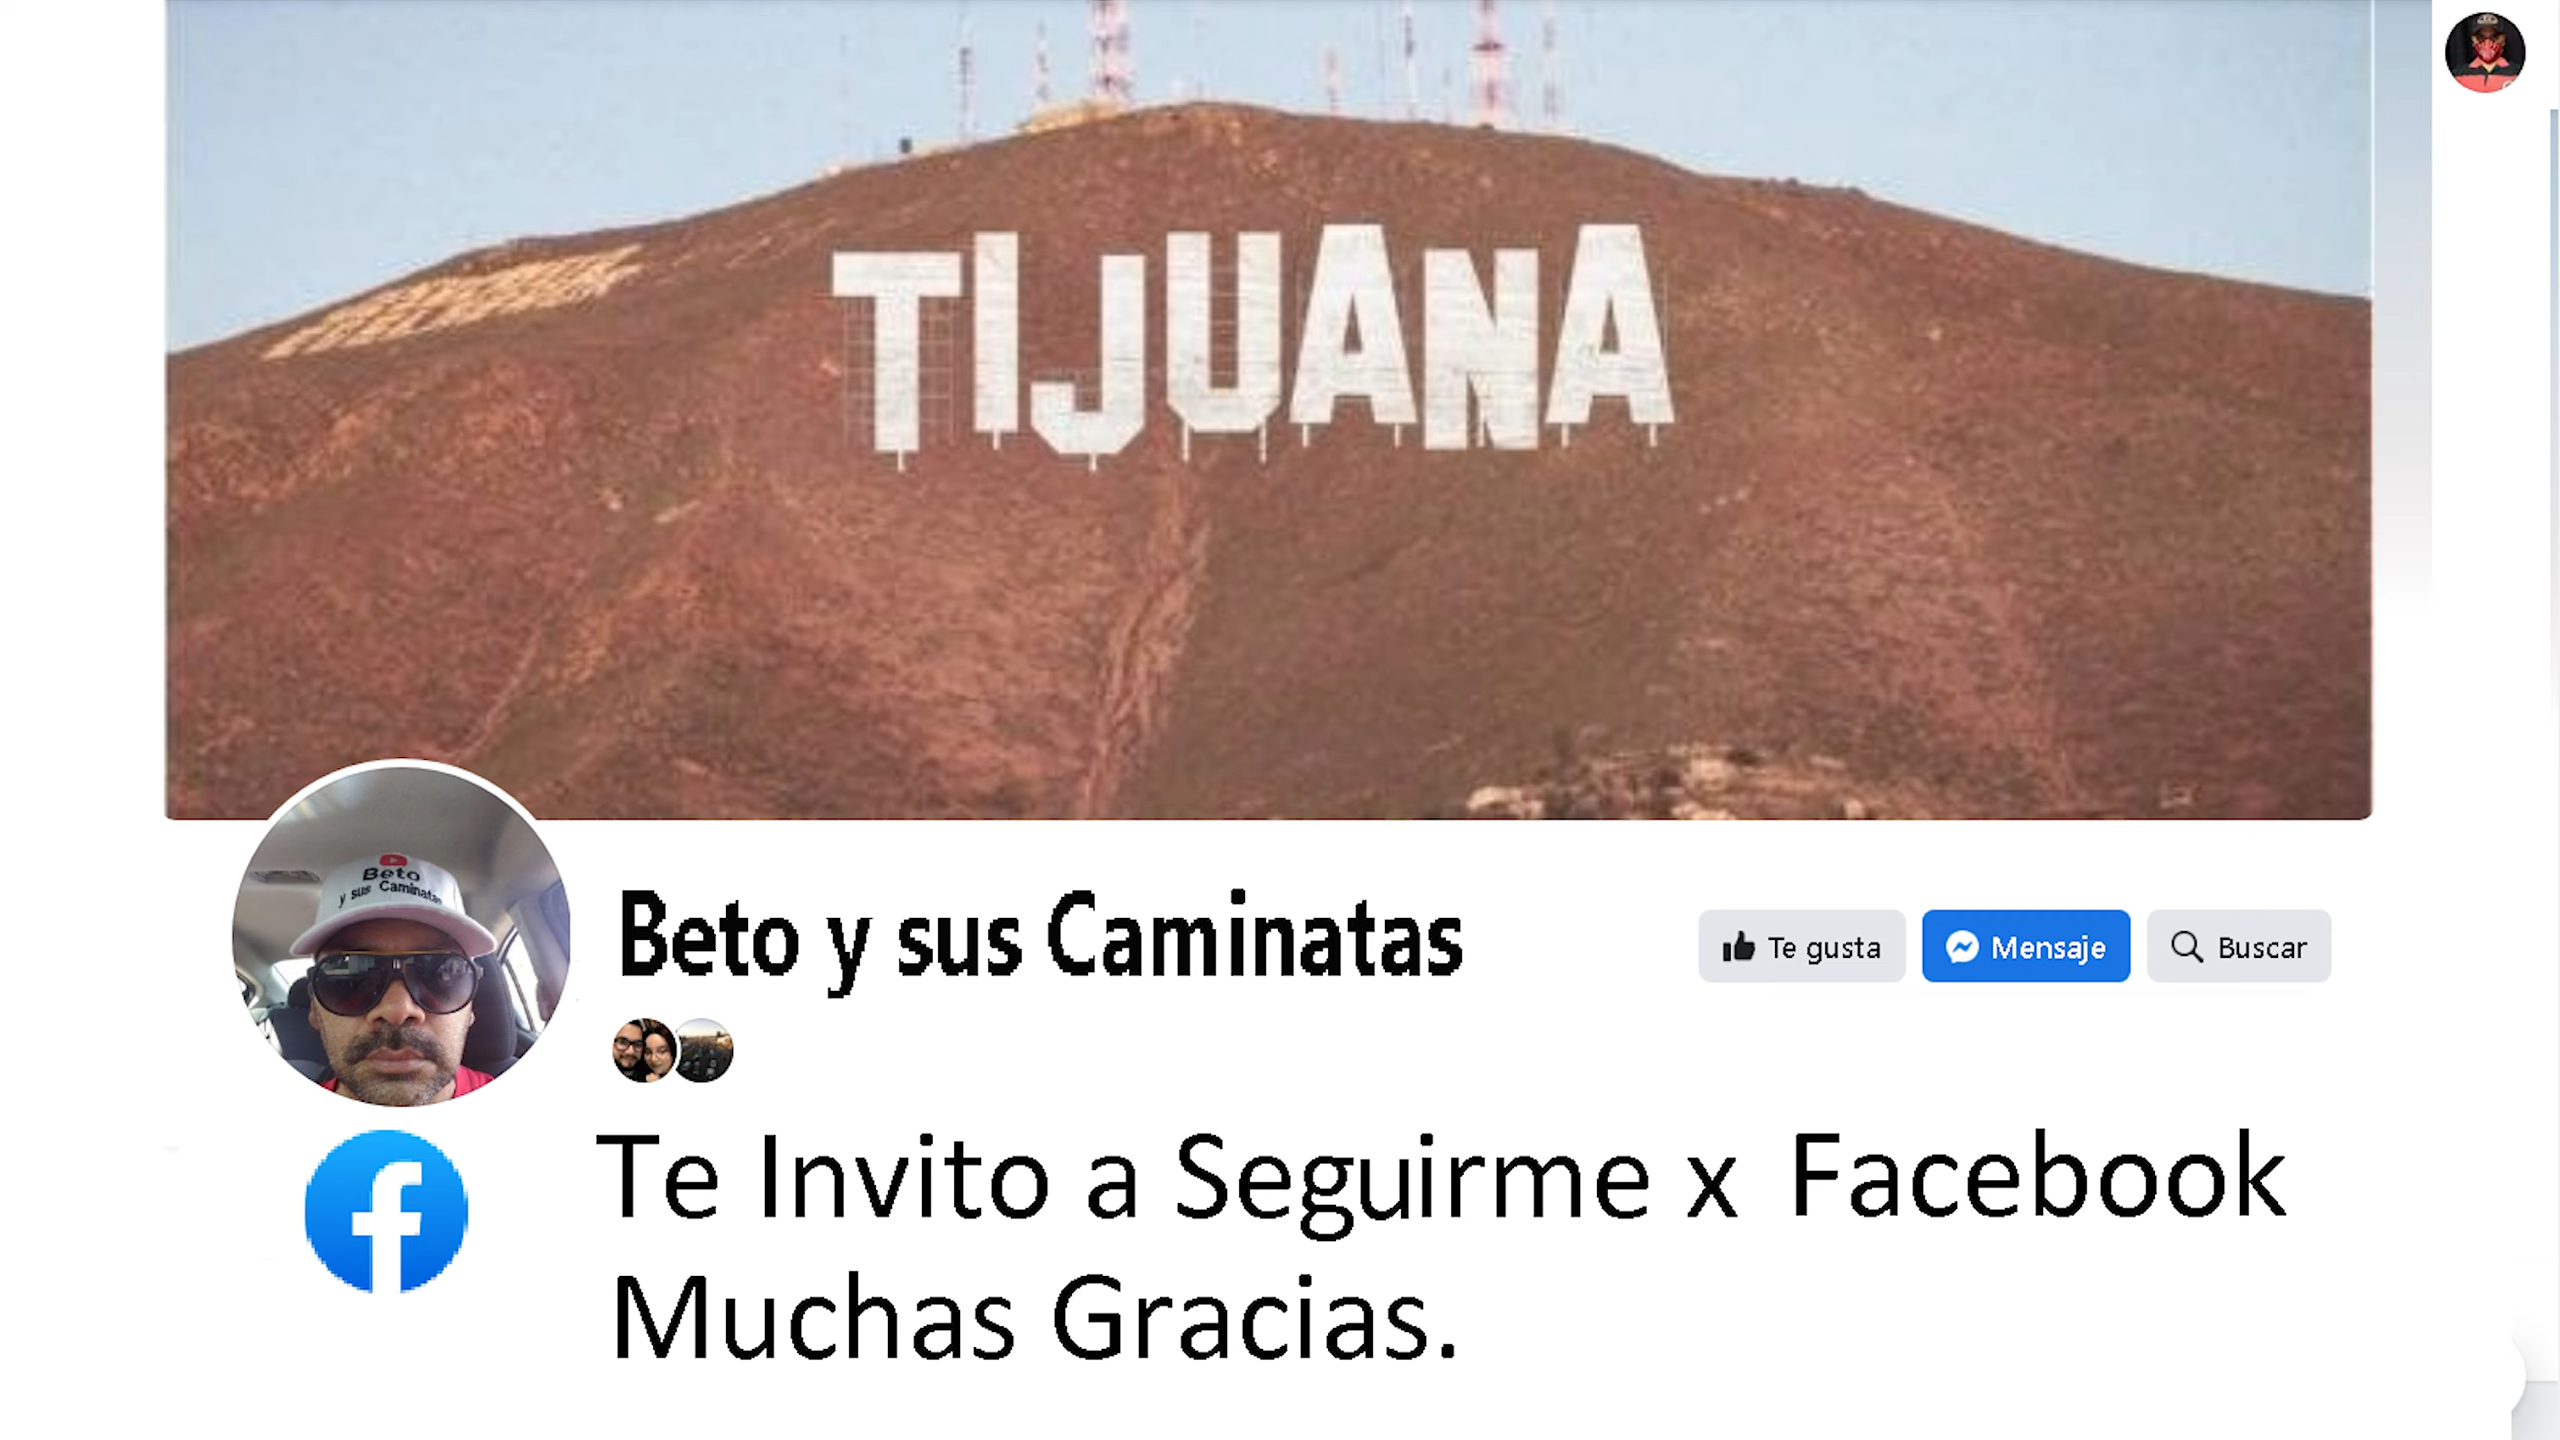 TIJUANA
Beto
y sus Caminatas
Beto y sus Caminatas
Te gusta
Mensaje
Buscar
Te Invito a Seguirme x Facebook
Muchas Gracias.